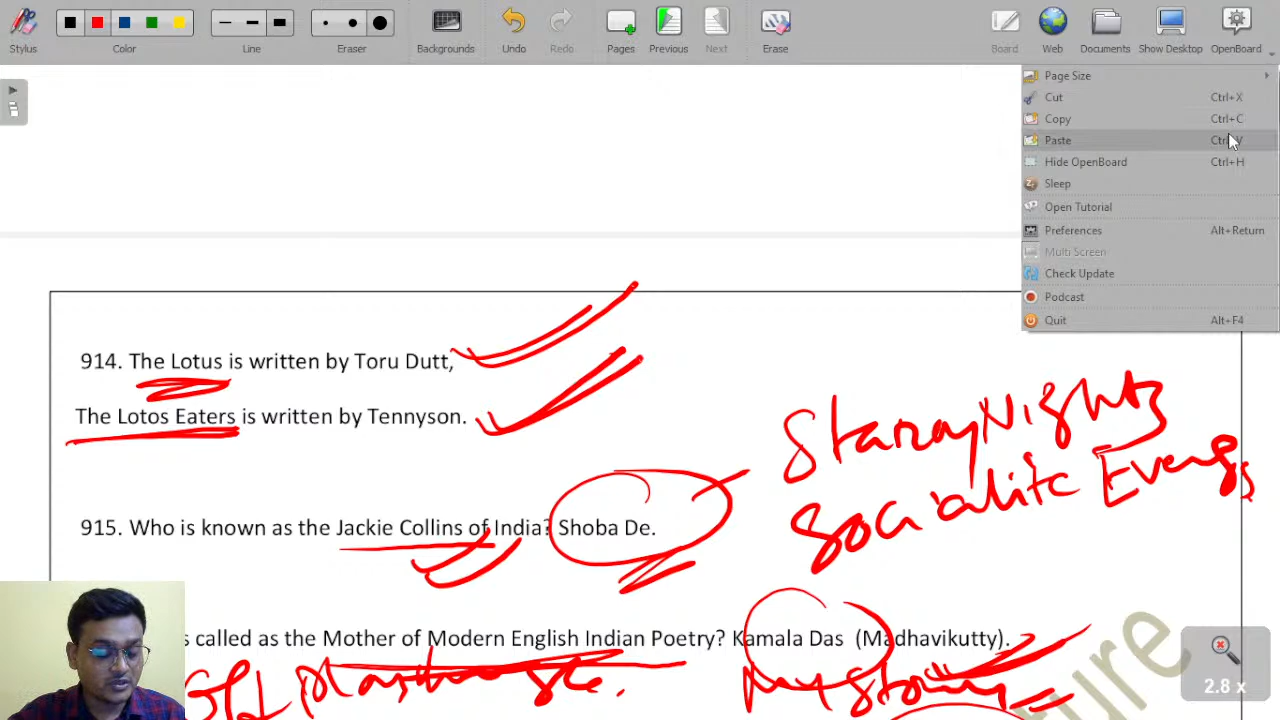 Stylus
Color
Line
Eraser
Backgrounds
Undo
Redo
Pages
Previous
Next
Erase
Board
Web
Documents
Show Desktop
OpenBoard
Page Size
Cut Ctrl+X
Copy Ctrl+C
Paste
Hide OpenBoard Ctrl+H
Sleep
Open Tutorial
Preferences Alt+Return
Multi Screen
Check Update
Podcast
Quit Alt+F4
914. The Lotus is written by Toru Dutt,
The Lotos Eaters is written by Tennyson.
Nights
Socialite
915. Who is known as the Jackie Collins of India? Shoba De.
is called as the Mother of Modern English Indian Poetry? Kamala Das (Madhavikutty).
My Story
2.8 x